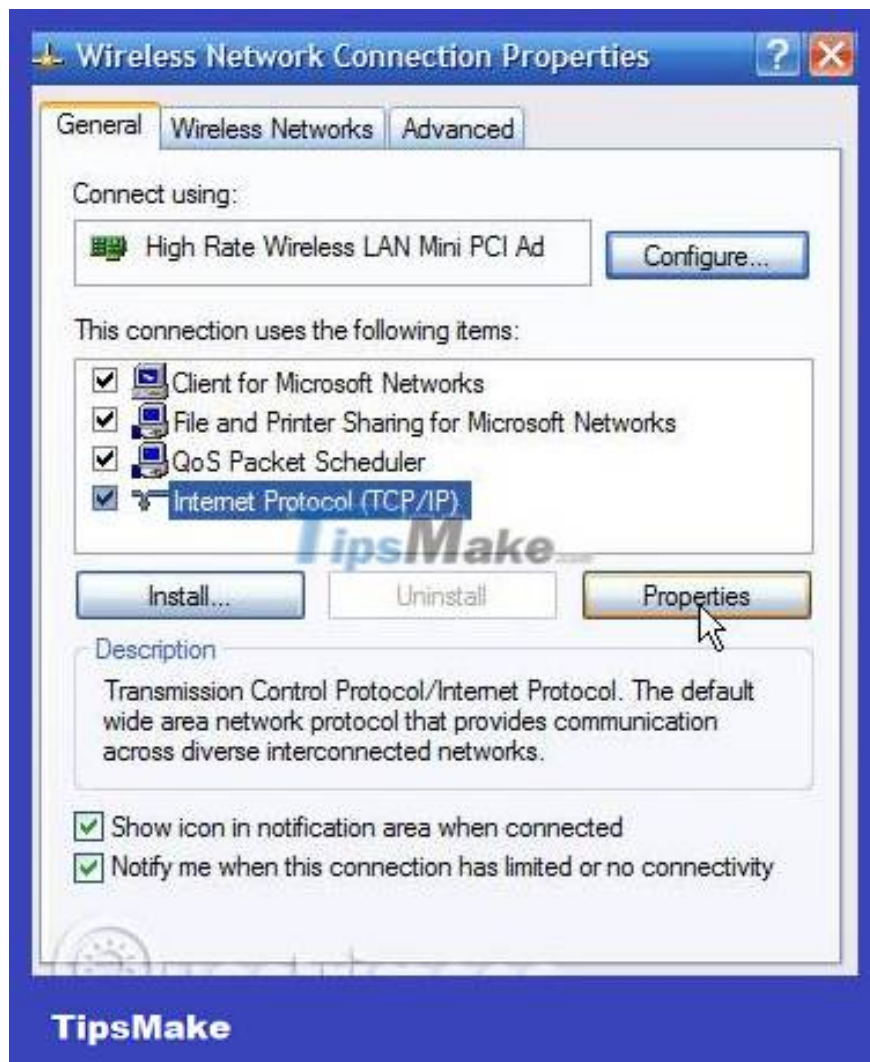 Wireless Network Connection Properties
General Wireless Networks Advanced
Connect using:
High Rate Wireless LAN Mini PCI Ad
Configure...
This connection uses the following items:
Client for Microsoft Networks
File and Printer Sharing for Microsoft Networks
QoS Packet Scheduler
Internet Protocol (TCP/IP)
TipsMake.com
Install... Uninstall Properties
Description
Transmission Control Protocol/Internet Protocol. The default
wide area network protocol that provides communication
across diverse interconnected networks.
Show icon in notification area when connected
Notify me when this connection has limited or no connectivity
TipsMake